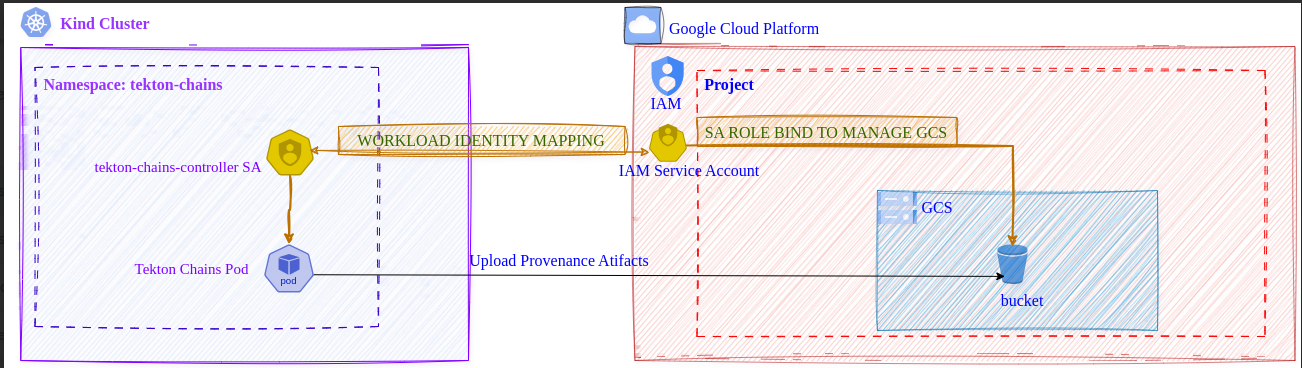 Kind Cluster
Google Cloud Platform
Namespace: tekton-chains
IAM
Project
WORKLOAD IDENTITY MAPPING
SA ROLE BIND TO MANAGE GCS
tekton-chains-controller SA
IAM Service Account
GCS
Tekton Chains Pod
pod
Upload Provenance Atifacts
bucket